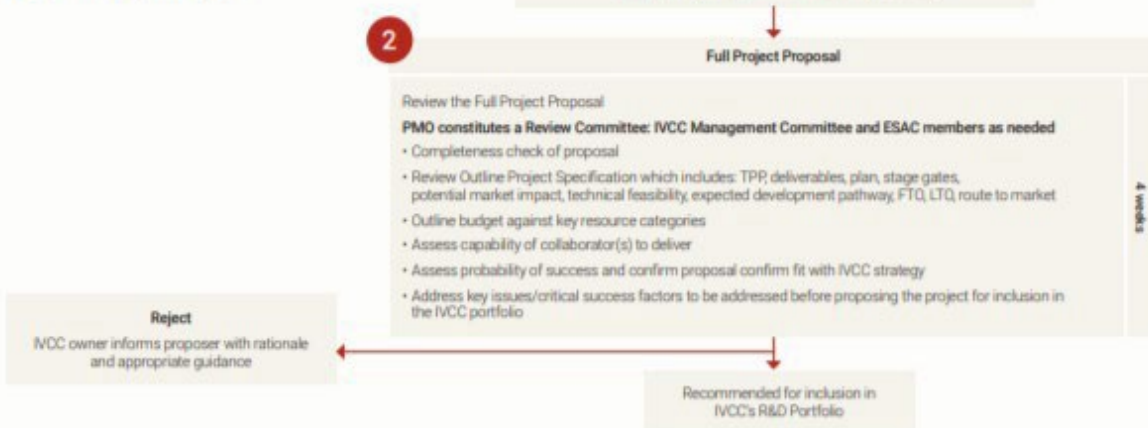 2
Full Project Proposal
Review the Full Project Proposal
PMO constitutes a Review Committee: IVCC Management Committee and ESAC members as needed
• Completeness check of proposal
• Review Outline Project Specification which includes: TPP, deliverables, plan, stage gates,
potential market impact, technical feasibility, expected development pathway, FTO, LTO, route to market
• Outline budget against key resource categories
• Assess capability of collaborator(s) to deliver
• Assess probability of success and confirm proposal confirm fit with IVCC strategy
• Address key issues/critical success factors to be addressed before proposing the project for inclusion in
the IVCC portfolio
4 weeks
Reject
IVCC owner informs proposer with rationale
and appropriate guidance
Recommended for inclusion in
IVCC's R&D Portfolio